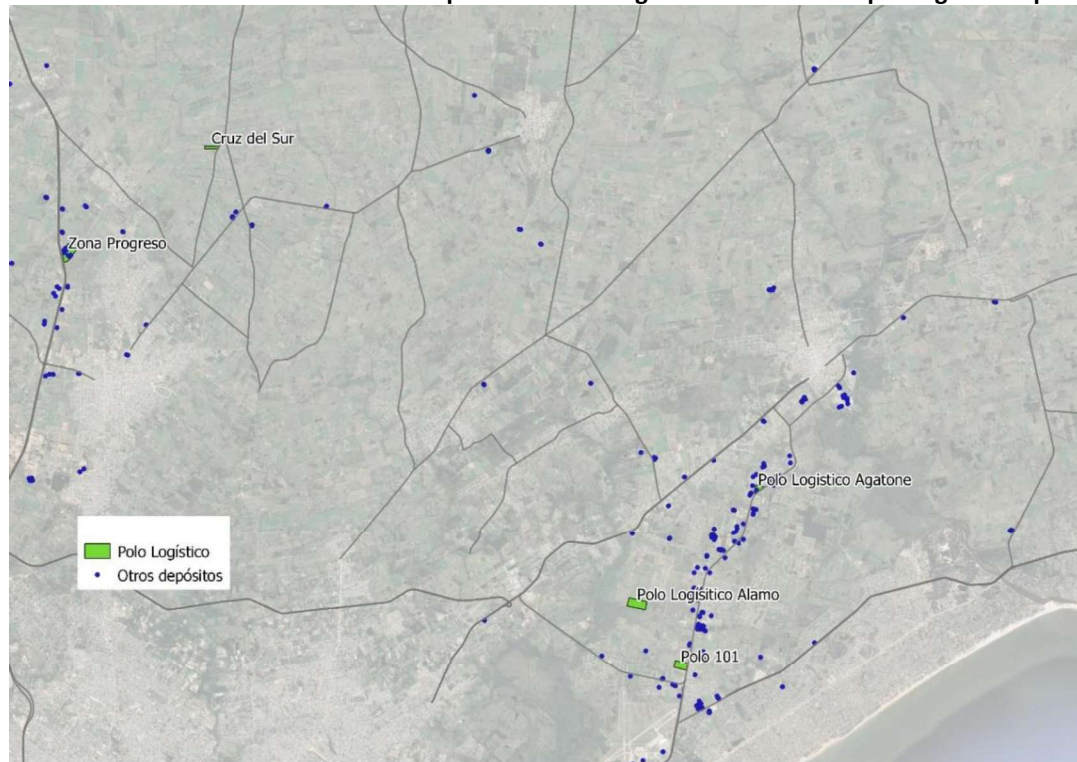 Cruz del Sur
Zona Progreso
Polo Logistico Agatone
Polo Logístico
Otros depósitos
Polo Logisitico Alamo
Polo 101